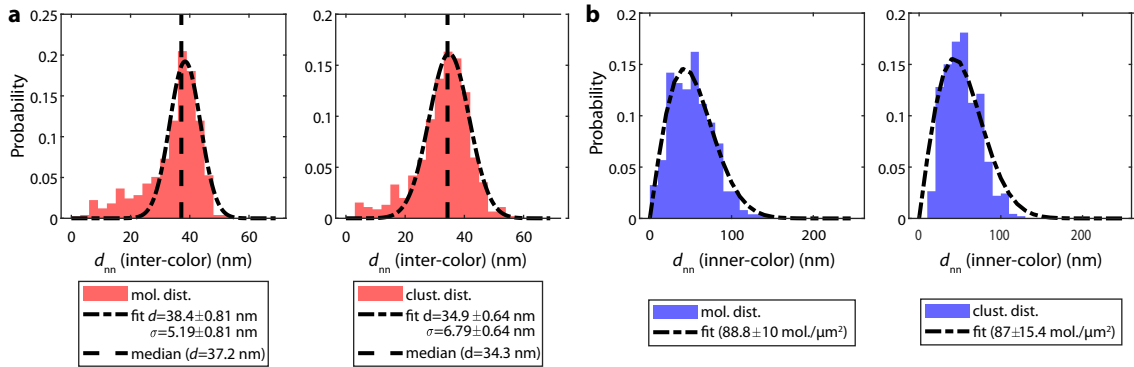 a
Probability
0.25
0.2
0.15
0.1
0.05
0
0 20 40 60
dnn (inter-color) (nm)
mol. dist.
fit d=38.4±0.81 nm
σ=5.19±0.81 nm
median (d=37.2 nm)
0.2
0.15
0.1
0.05
0
0 20 40 60
dnn (inter-color) (nm)
clust. dist.
fit d=34.9±0.64 nm
σ=6.79±0.64 nm
median (d=34.3 nm)
b
Probability
0.2
0.15
0.1
0.05
0
0 100 200
dnn (inner-color) (nm)
mol. dist.
fit (88.8±10 mol./µm²)
0.2
0.15
0.1
0.05
0
0 100 200
dnn (inner-color) (nm)
clust. dist.
fit (87±15.4 mol./µm²)